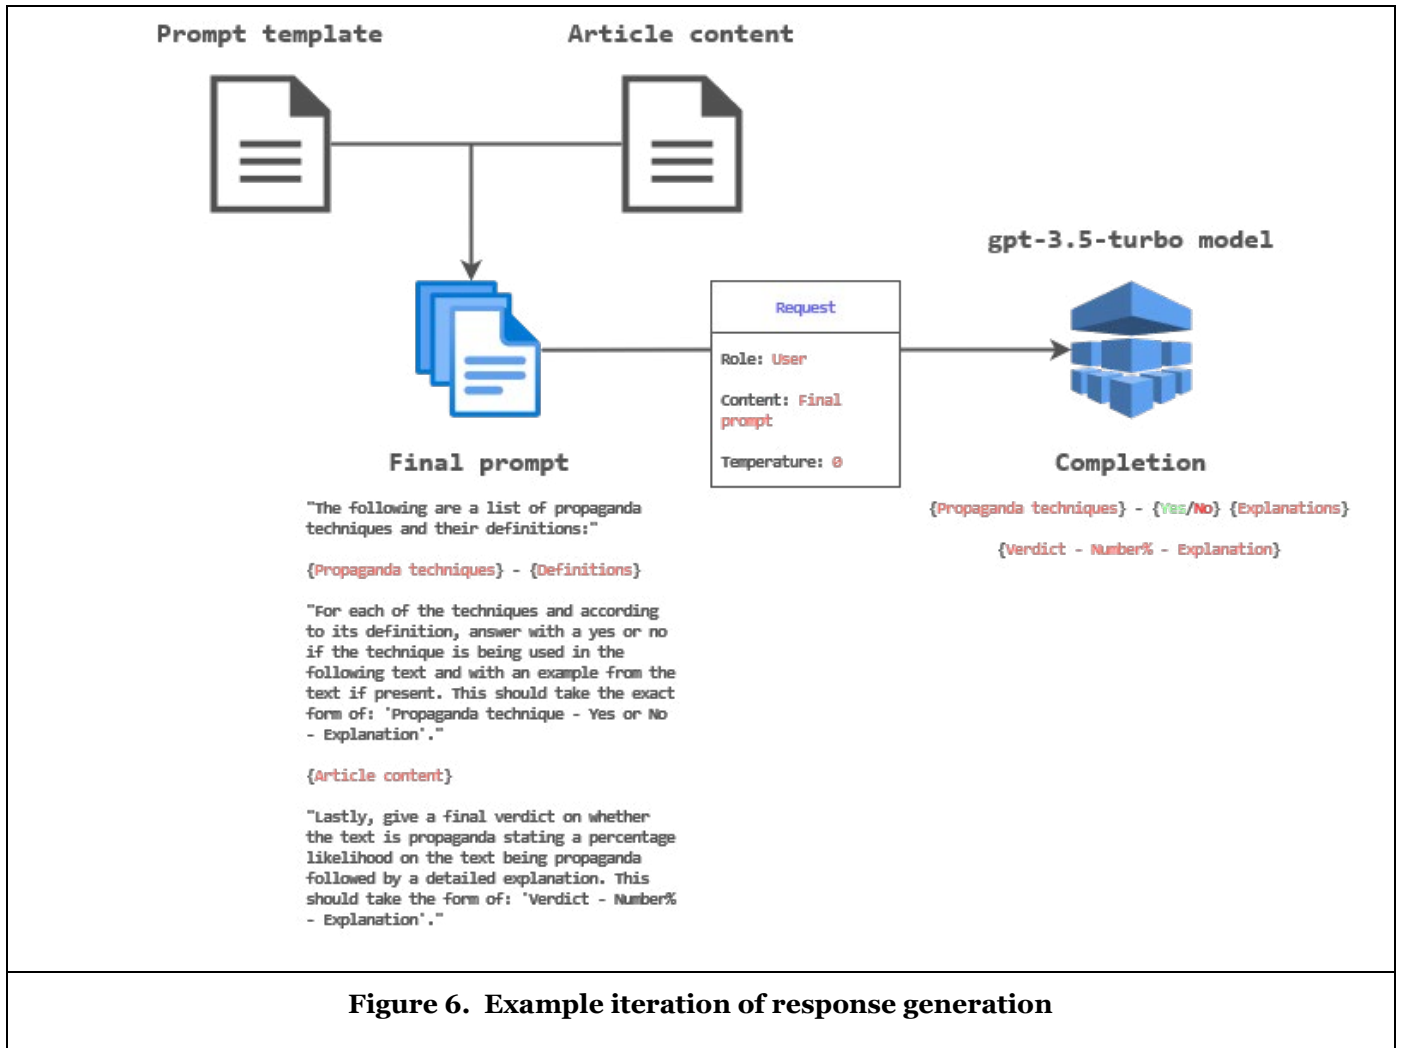 Prompt template
Article content
gpt-3.5-turbo model
Request
Role: User
Content: Final
prompt
Temperature: 0
Final prompt
Completion
"The following are a list of propaganda
techniques and their definitions:"
{Propaganda techniques} - {Definitions}
"For each of the techniques and according
to its definition, answer with a yes or no
if the technique is being used in the
following text and with an example from the
text if present. This should take the exact
form of: 'Propaganda technique - Yes or No
- Explanation'."
{Article content}
"Lastly, give a final verdict on whether
the text is propaganda stating a percentage
likelihood on the text being propaganda
followed by a detailed explanation. This
should take the form of: 'Verdict - Number%
- Explanation'."
{Propaganda techniques} - {Yes/No} {Explanations}
{Verdict - Number% - Explanation}
Figure 6. Example iteration of response generation